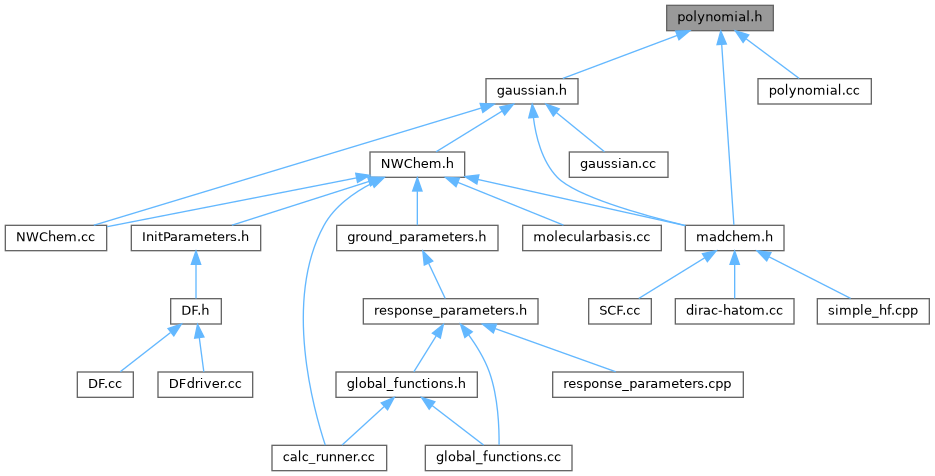 polynomial.h
gaussian.h
polynomial.cc
NWChem.h
gaussian.cc
NWChem.cc
InitParameters.h
ground_parameters.h
molecularbasis.cc
madchem.h
DF.h
response_parameters.h
SCF.cc
dirac-hatom.cc
simple_hf.cpp
DF.cc
DFdriver.cc
global_functions.h
response_parameters.cpp
calc_runner.cc
global_functions.cc